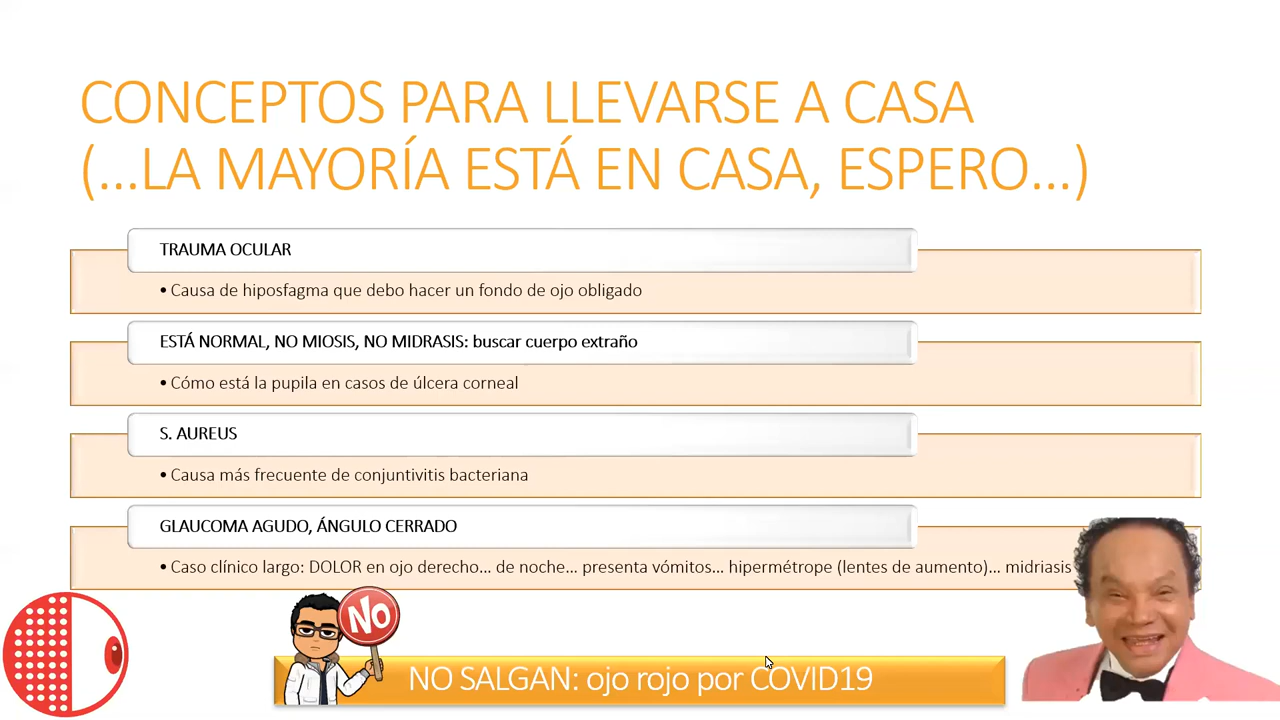 CONCEPTOS PARA LLEVARSE A CASA
(...LA MAYORÍA ESTÁ EN CASA, ESPERO...)
TRAUMA OCULAR
• Causa de hiposfagma que debo hacer un fondo de ojo obligado
ESTÁ NORMAL, NO MIOSIS, NO MIDRASIS: buscar cuerpo extraño
• Cómo está la pupila en casos de úlcera corneal
S. AUREUS
• Causa más frecuente de conjuntivitis bacteriana
GLAUCOMA AGUDO, ÁNGULO CERRADO
• Caso clínico largo: DOLOR en ojo derecho... de noche... presenta vómitos... hipermétrope (lentes de aumento)... midriasis
No
NO SALGAN: ojo rojo por COVID19